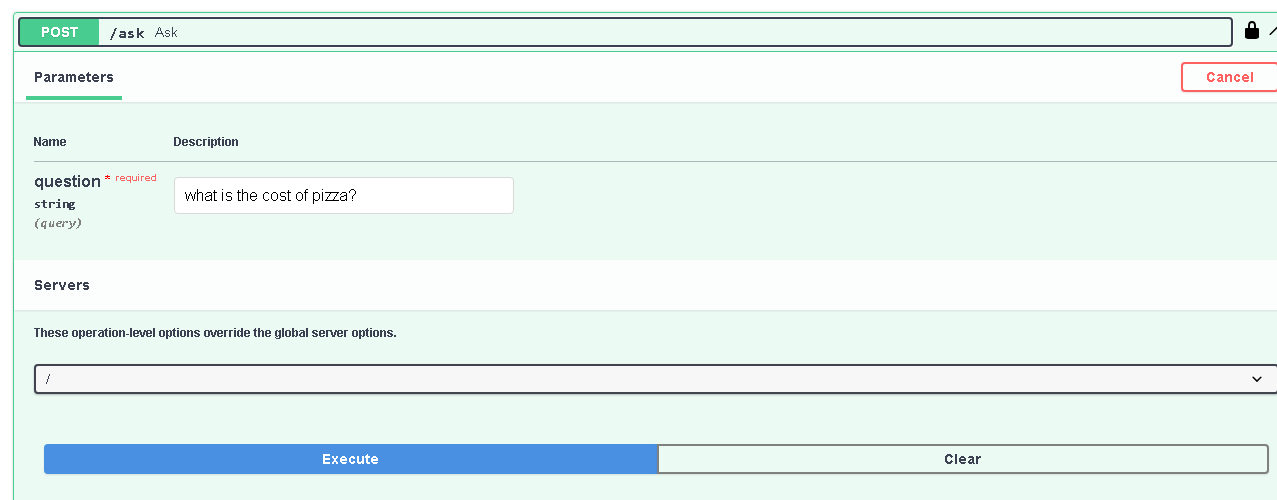 POST /ask Ask
Parameters
Cancel
Name Description
question * required
string
(query)
what is the cost of pizza?
Servers
These operation-level options override the global server options.
/
Execute Clear